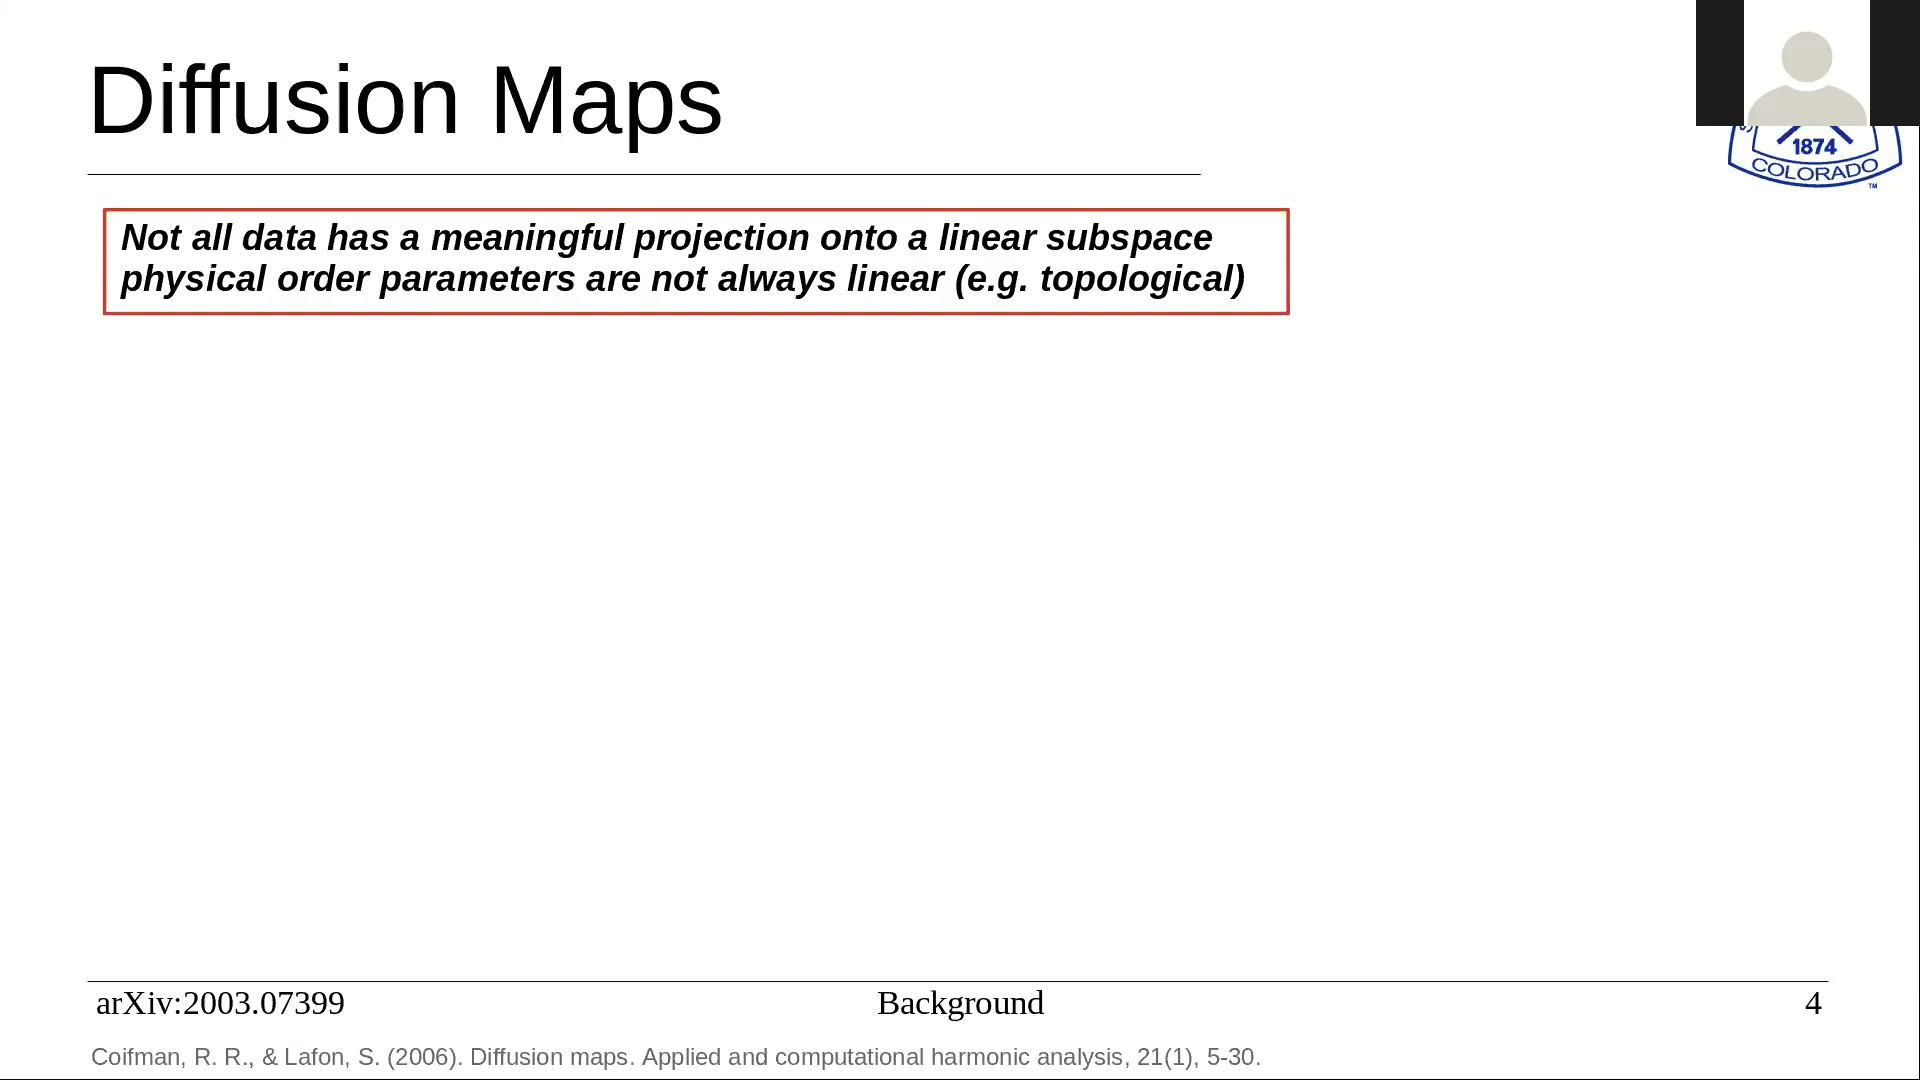 Diffusion Maps
1874
COLORADO
™
Not all data has a meaningful projection onto a linear subspace
physical order parameters are not always linear (e.g. topological)
arXiv:2003.07399
Background
4
Coifman, R. R., & Lafon, S. (2006). Diffusion maps. Applied and computational harmonic analysis, 21(1), 5-30.